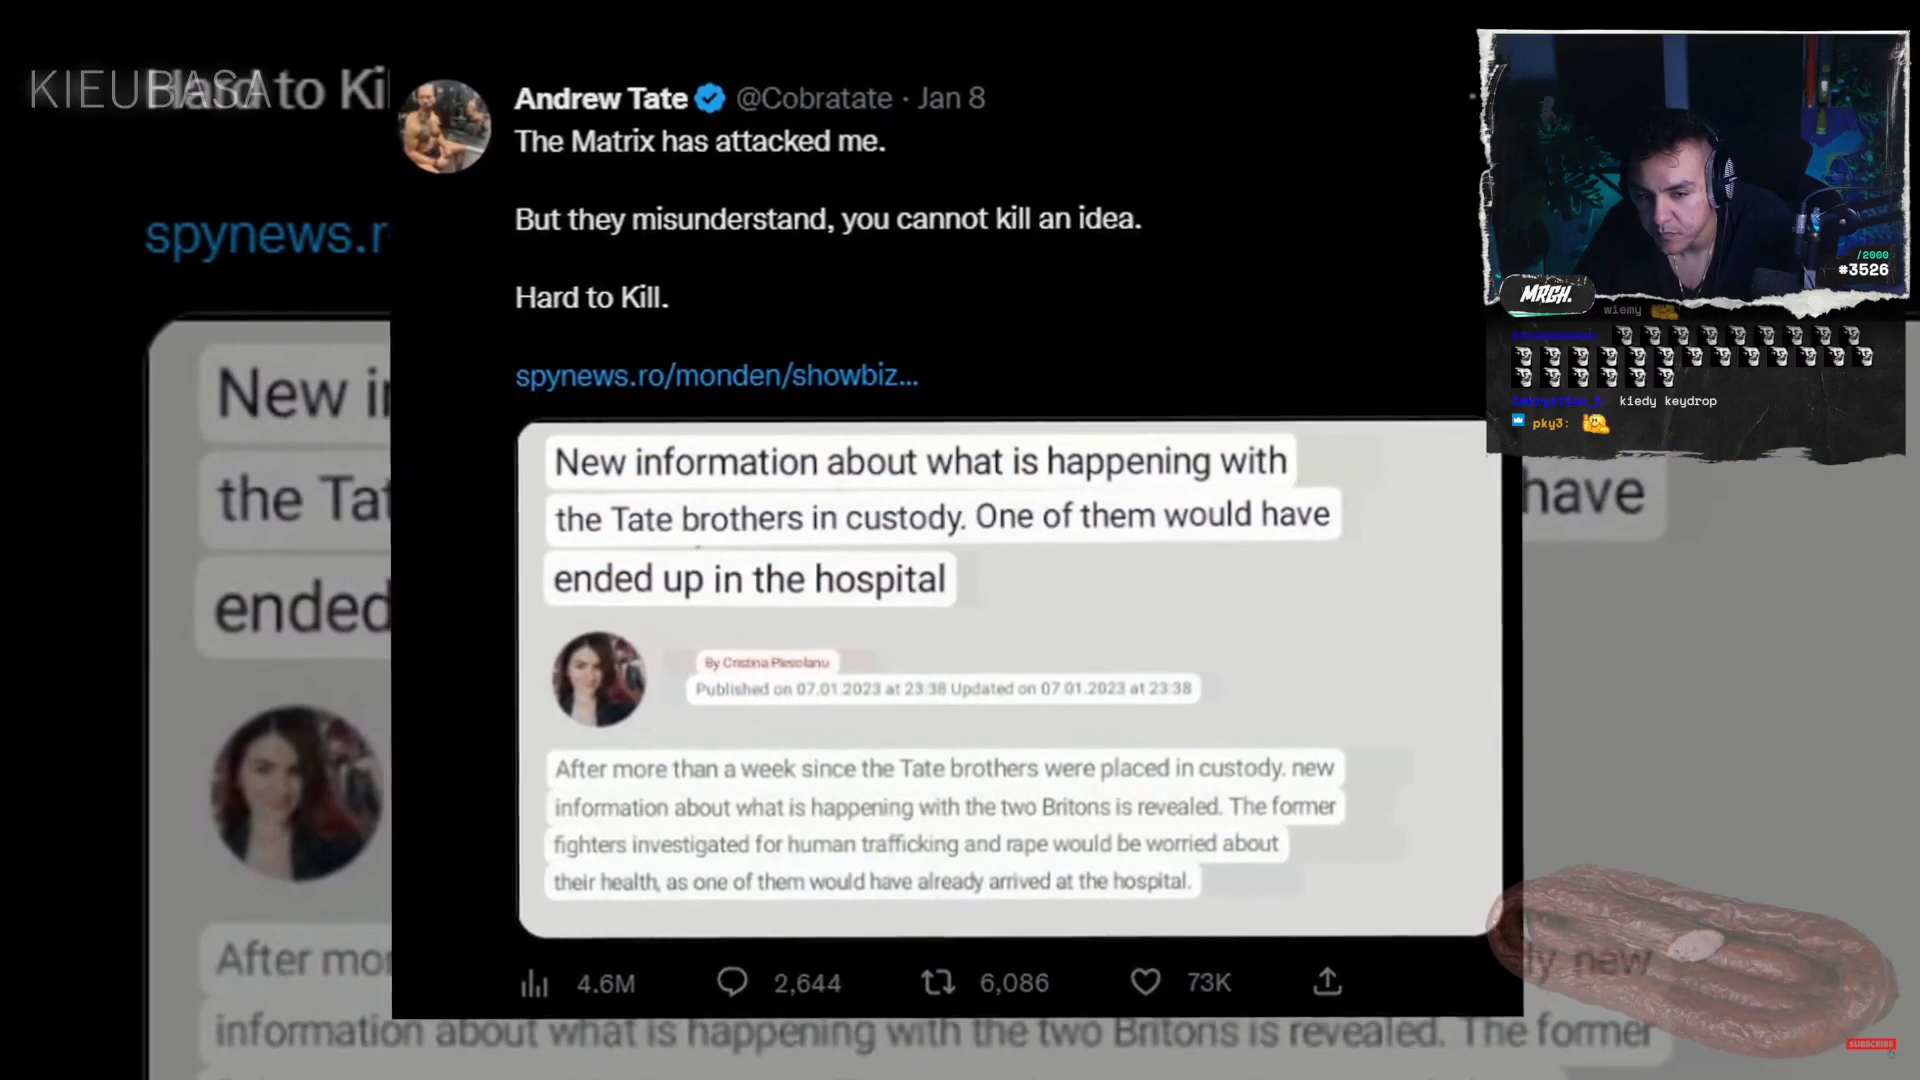 KIEUBASA
Hard to Kil
spynews.r
New in
the Tat
ended
After mor
information about what is happening with the two Britons is revealed. The former
have
ly new
Andrew Tate @Cobratate · Jan 8
The Matrix has attacked me.
But they misunderstand, you cannot kill an idea.
Hard to Kill.
spynews.ro/monden/showbiz...
New information about what is happening with
the Tate brothers in custody. One of them would have
ended up in the hospital
By Cristina Plesoianu
Published on 07.01.2023 at 23:38 Updated on 07.01.2023 at 23:38
After more than a week since the Tate brothers were placed in custody. new
information about what is happening with the two Britons is revealed. The former
fighters investigated for human trafficking and rape would be worried about
their health, as one of them would have already arrived at the hospital.
4.6M 2,644 6,086 73K
/2000
#3526
MRGH.
wiemy
kiedy keydrop
pky3:
SUBSCRIBE